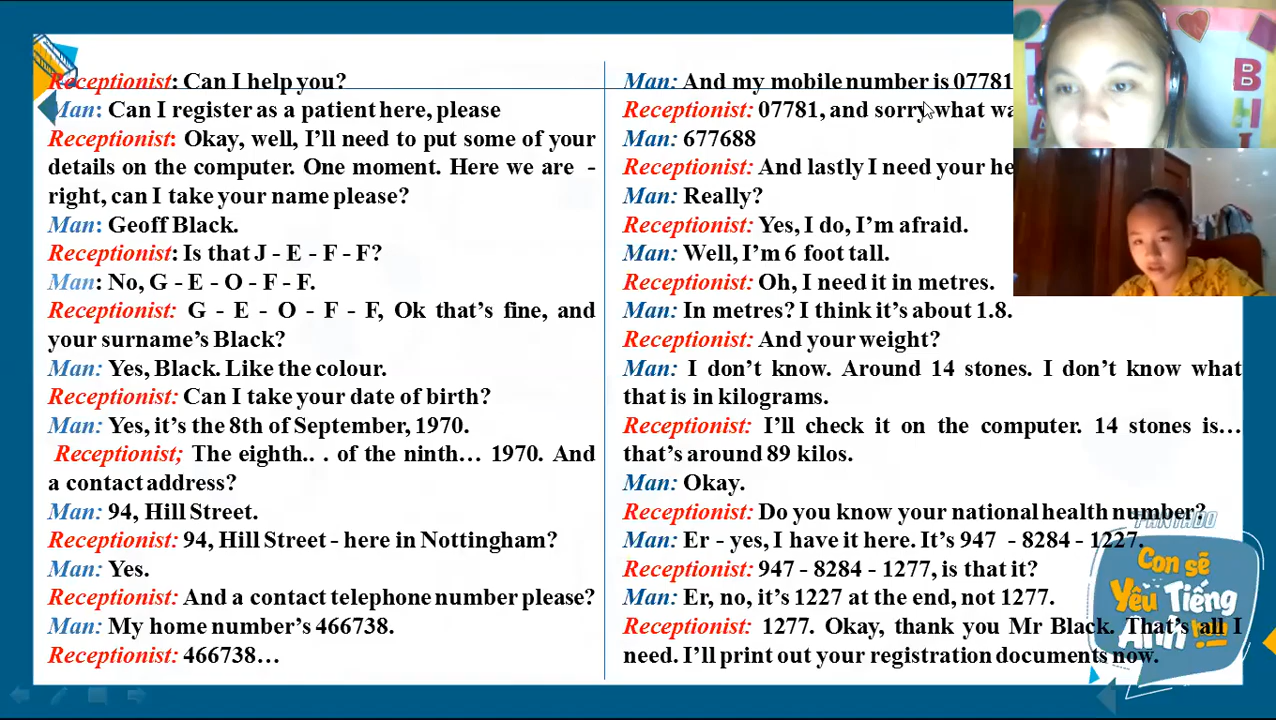 Receptionist: Can I help you?
Man: Can I register as a patient here, please
Receptionist: Okay, well, I'll need to put some of your
details on the computer. One moment. Here we are -
right, can I take your name please?
Man: Geoff Black.
Receptionist: Is that J - E - F - F?
Man: No, G - E - O - F - F.
Receptionist: G - E - O - F - F, Ok that's fine, and
your surname's Black?
Man: Yes, Black. Like the colour.
Receptionist: Can I take your date of birth?
Man: Yes, it's the 8th of September, 1970.
Receptionist; The eighth.. . of the ninth… 1970. And
a contact address?
Man: 94, Hill Street.
Receptionist: 94, Hill Street - here in Nottingham?
Man: Yes.
Receptionist: And a contact telephone number please?
Man: My home number's 466738.
Receptionist: 466738…
Man: And my mobile number is 07781
Receptionist: 07781, and sorry what
Man: 677688
Receptionist: And lastly I need your
Man: Really?
Receptionist: Yes, I do, I'm afraid.
Man: Well, I'm 6 foot tall.
Receptionist: Oh, I need it in metres.
Man: In metres? I think it's about 1.8.
Receptionist: And your weight?
Man: I don't know. Around 14 stones. I don't know what
that is in kilograms.
Receptionist: I'll check it on the computer. 14 stones is…
that's around 89 kilos.
Man: Okay.
Receptionist: Do you know your national health number?
Man: Er - yes, I have it here. It's 947 - 8284 - 1227.
Receptionist: 947 - 8284 - 1277, is that it?
Man: Er, no, it's 1227 at the end, not 1277.
Receptionist: 1277. Okay, thank you Mr Black. That's all I
need. I'll print out your registration documents now.
PANTADO
Con sẽ
Yêu Tiếng
Anh